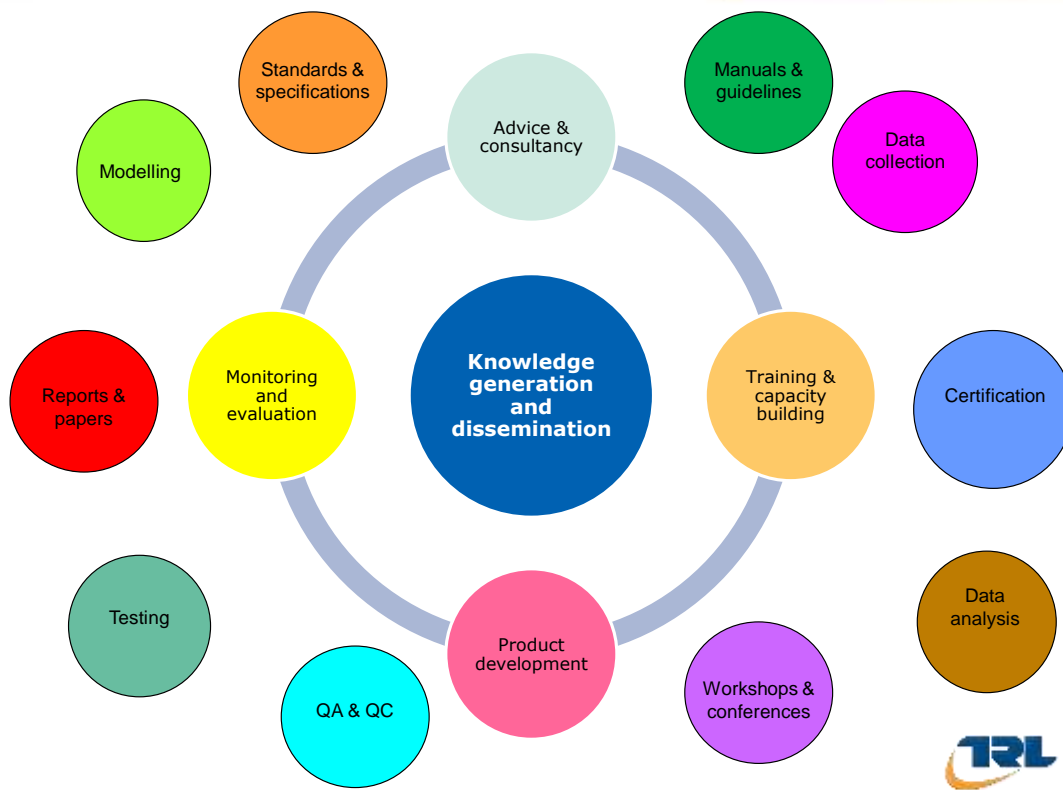 Standards &
specifications
Manuals &
guidelines
Advice &
consultancy
Data
collection
Modelling
Knowledge
generation
and
dissemination
Monitoring
and
evaluation
Training &
capacity
building
Reports &
papers
Certification
Testing
Data
analysis
Product
development
QA & QC
Workshops &
conferences
TRL